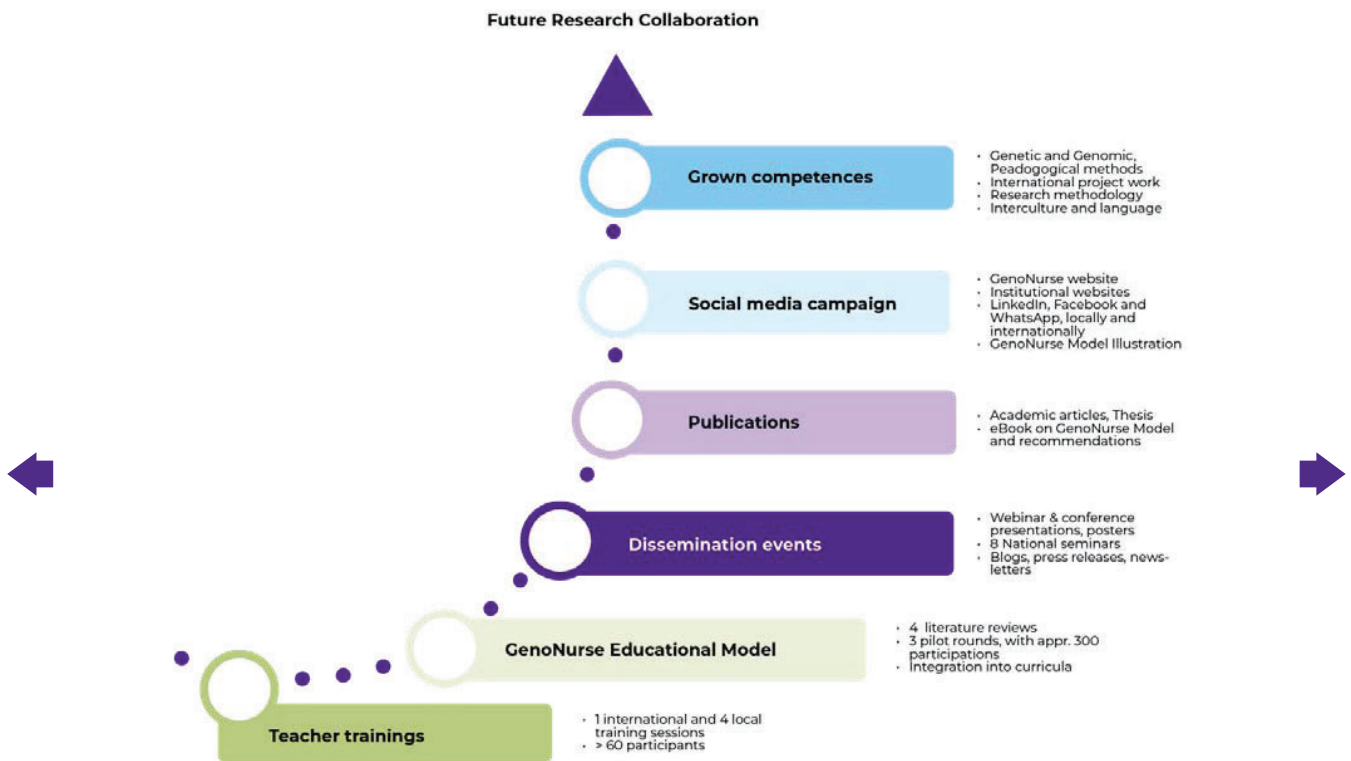 Future Research Collaboration
Grown competences
· Genetic and Genomic,
Peadogogical methods
· International project work
· Research methodology
· Interculture and language
Social media campaign
· GenoNurse website
· Institutional websites
· LinkedIn, Facebook and
WhatsApp, locally and
internationally
· GenoNurse Model Illustration
Publications
· Academic articles, Thesis
· eBook on GenoNurse Model
and recommendations
Dissemination events
· Webinar & conference
presentations, posters
· 8 National seminars
· Blogs, press releases, news-
letters
GenoNurse Educational Model
· 4 literature reviews
· 3 pilot rounds, with appr. 300
participations
· Integration into curricula
Teacher trainings
· 1 international and 4 local
training sessions
· > 60 participants